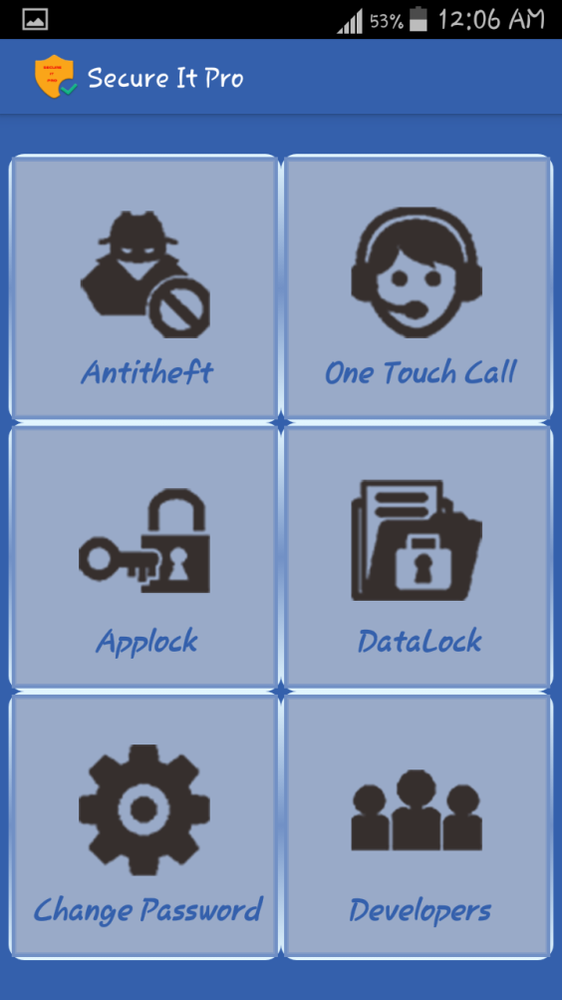 53% 12:06 AM
Secure It Pro
Antitheft One Touch Call
Applock DataLock
Change Password Developers